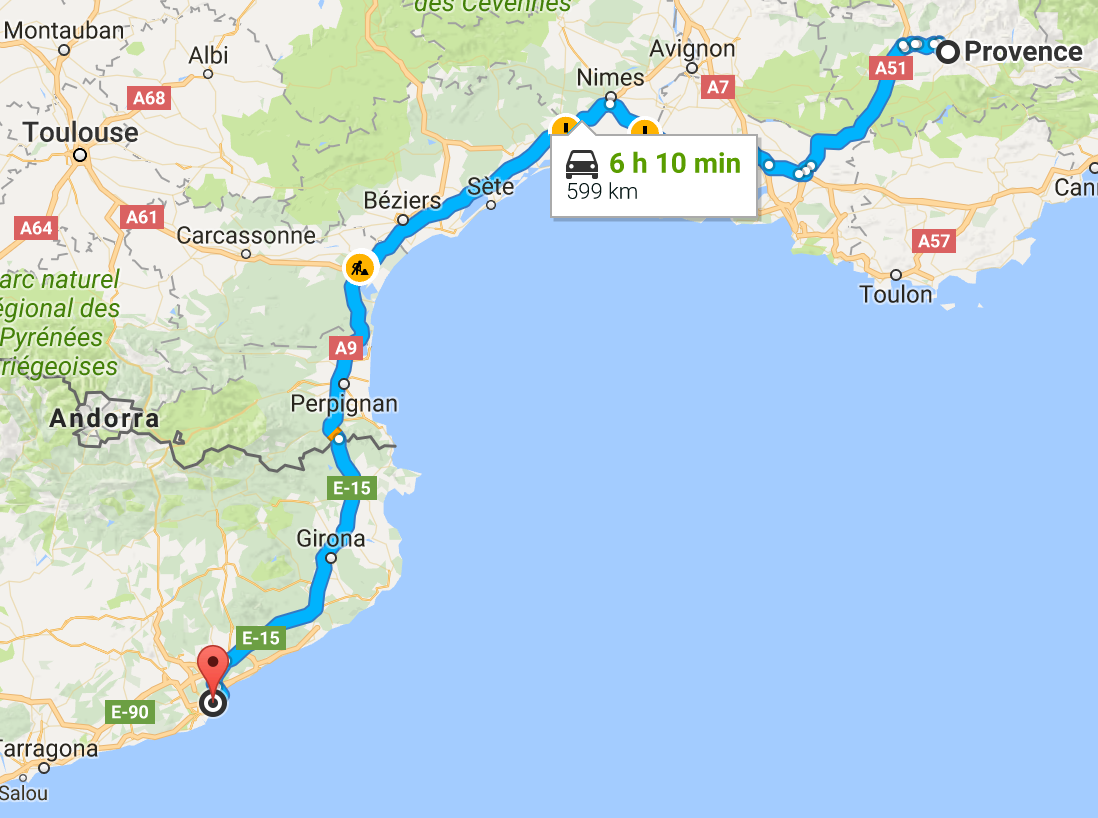 des Cévennes
Montauban
Albi
Avignon
A51
Provence
Nimes
A7
A68
Toulouse
6 h 10 min
599 km
Sète
Béziers
A64
A61
Carcassonne
Cann
A57
Toulon
arc naturel
égional des
Pyrénées
riégeoises
A9
Perpignan
Andorra
E-15
Girona
E-15
E-90
Tarragona
Salou